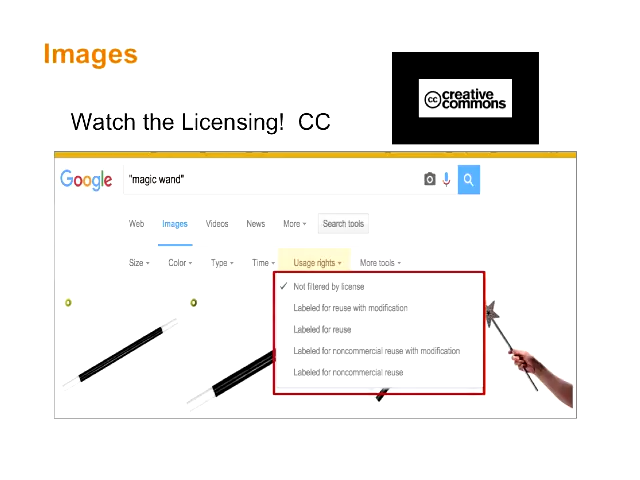 Images
creative
commons
Watch the Licensing! CC
Google "magic wand"
Web Images Videos News More Search tools
Size Color Type Time Usage rights More tools
Not filtered by license
Labeled for reuse with modification
Labeled for reuse
Labeled for noncommercial reuse with modification
Labeled for noncommercial reuse